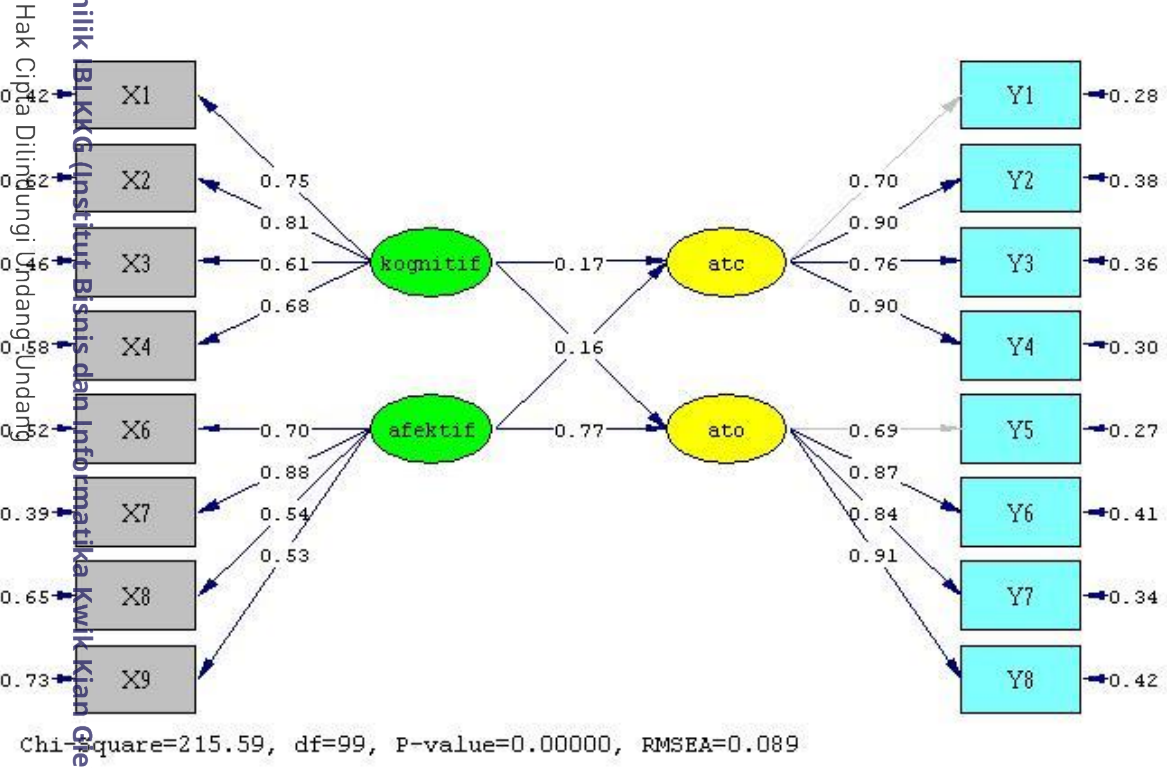 milik IBI KKG (Institut Bisnis dan Informatika Kwik Kian Gie
Hak Cipta Dilindungi Undang-Undang
X1 0.75 0.70 Y1 0.28
X2 0.81 0.90 Y2 0.38
X3 0.61 kognitif 0.17 atc 0.76 Y3 0.36
X4 0.68 0.16 0.90 Y4 0.30
X6 0.70 afektif 0.77 ato 0.69 Y5 0.27
0.39 X7 0.88 0.87 Y6 0.41
0.54 0.84
0.65 X8 0.53 0.91 Y7 0.34
0.73 X9 Y8 0.42
Chi-Square=215.59, df=99, P-value=0.00000, RMSEA=0.089